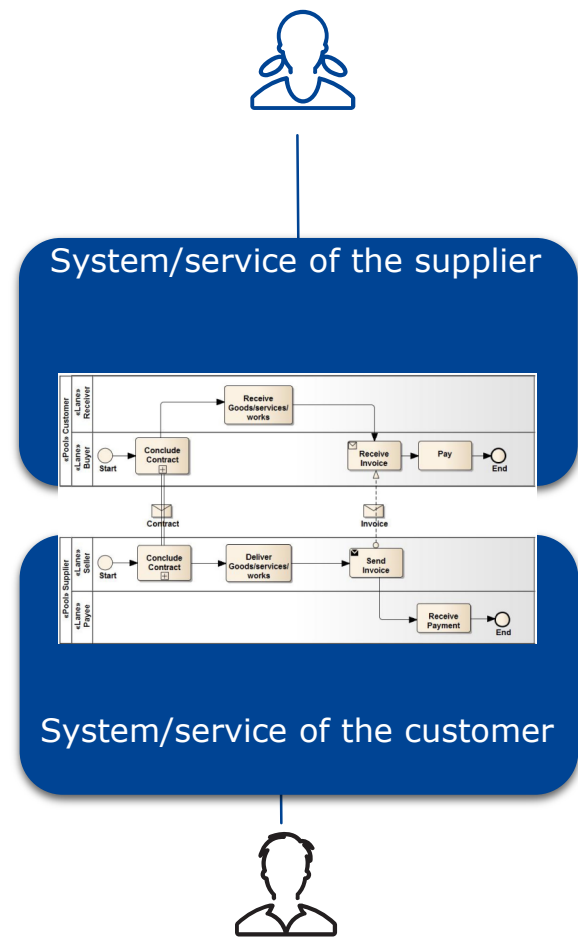 System/service of the supplier
«Pool» Customer
«Lane»
Receiver
Receive
Goods/services/
works
«Lane»
Buyer
Start
Conclude
Contract
Receive
Invoice
Pay
End
Contract
Invoice
«Pool» Supplier
«Lane»
Seller
Start
Conclude
Contract
Deliver
Goods/services/
works
Send
Invoice
«Lane»
Payee
Receive
Payment
End
System/service of the customer